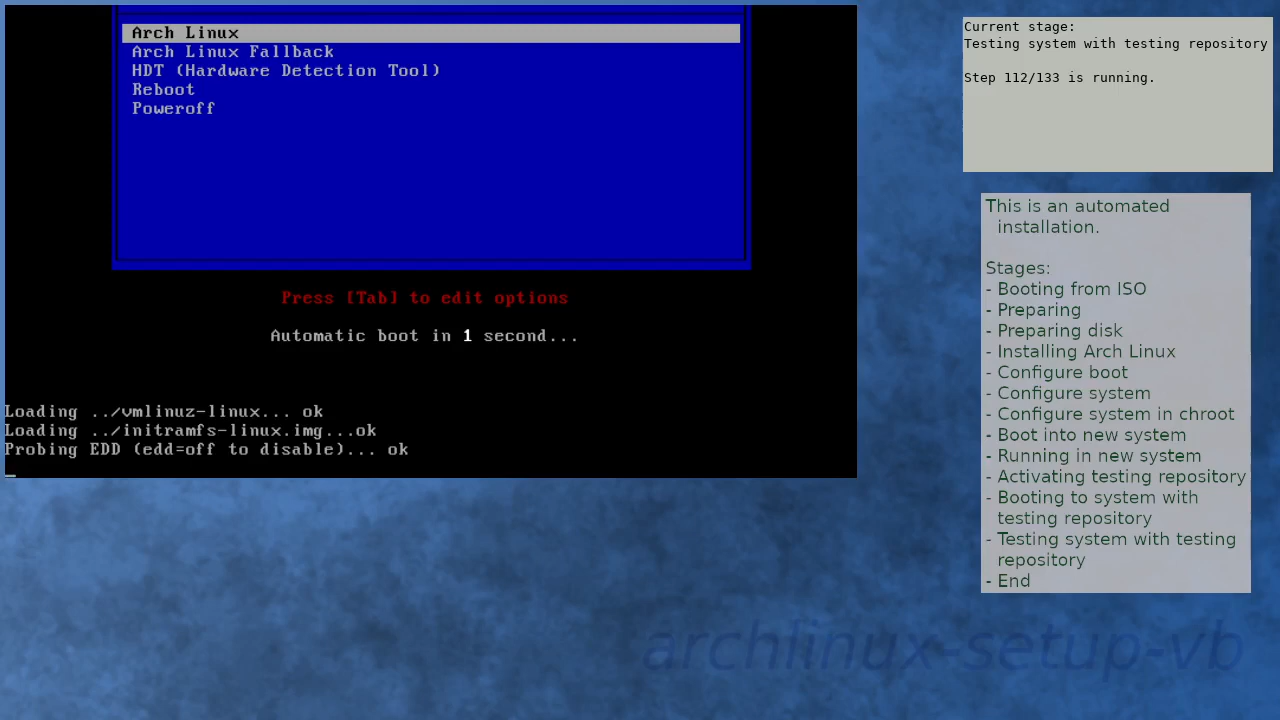 Arch Linux
Arch Linux Fallback
HDT (Hardware Detection Tool)
Reboot
Poweroff
Press [Tab] to edit options
Automatic boot in 1 second...
Loading ../vmlinuz-linux... ok
Loading ../initramfs-linux.img...ok
Probing EDD (edd=off to disable)... ok
_
Current stage:
Testing system with testing repository
Step 112/133 is running.
This is an automated
installation.
Stages:
- Booting from ISO
- Preparing
- Preparing disk
- Installing Arch Linux
- Configure boot
- Configure system
- Configure system in chroot
- Boot into new system
- Running in new system
- Activating testing repository
- Booting to system with
testing repository
- Testing system with testing
repository
- End
archlinux-setup-vb